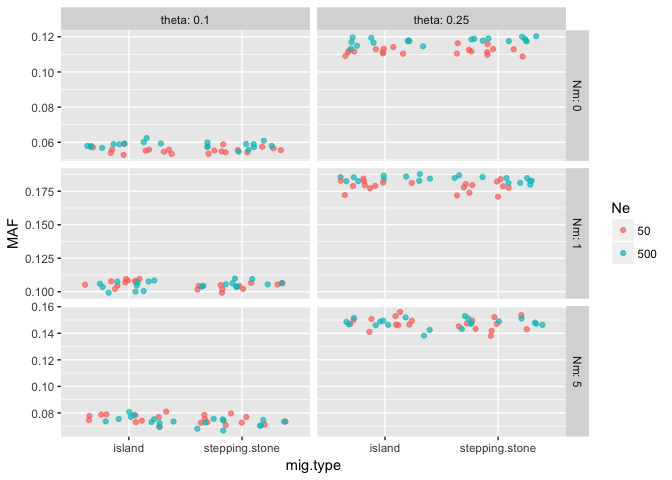 theta: 0.1 theta: 0.25
0.12
0.10
0.08
0.06
Nm: 0
0.175
0.150
0.125
0.100
Nm: 1
0.16
0.14
0.12
0.10
0.08
Nm: 5
MAF
island stepping.stone island stepping.stone
mig.type
Ne
50
500